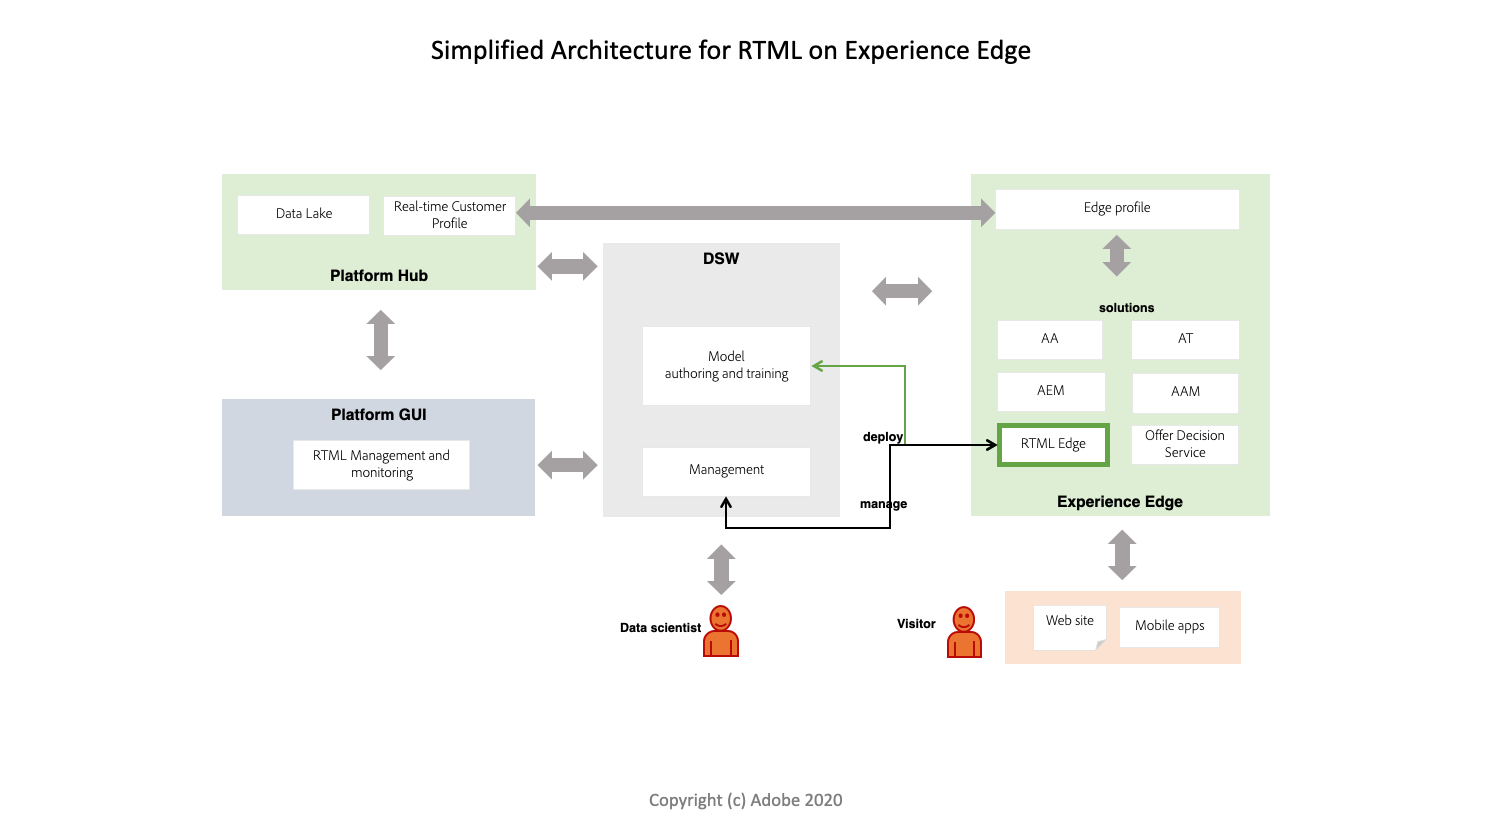 Simplified Architecture for RTML on Experience Edge
Data Lake
Real-time Customer
Profile
Platform Hub
Edge profile
DSW
solutions
Model
authoring and training
AA
AT
AEM
AAM
Platform GUI
RTML Management and
monitoring
deploy
RTML Edge
Offer Decision
Service
Management
manage
Experience Edge
Data scientist
Visitor
Web site
Mobile apps
Copyright (c) Adobe 2020